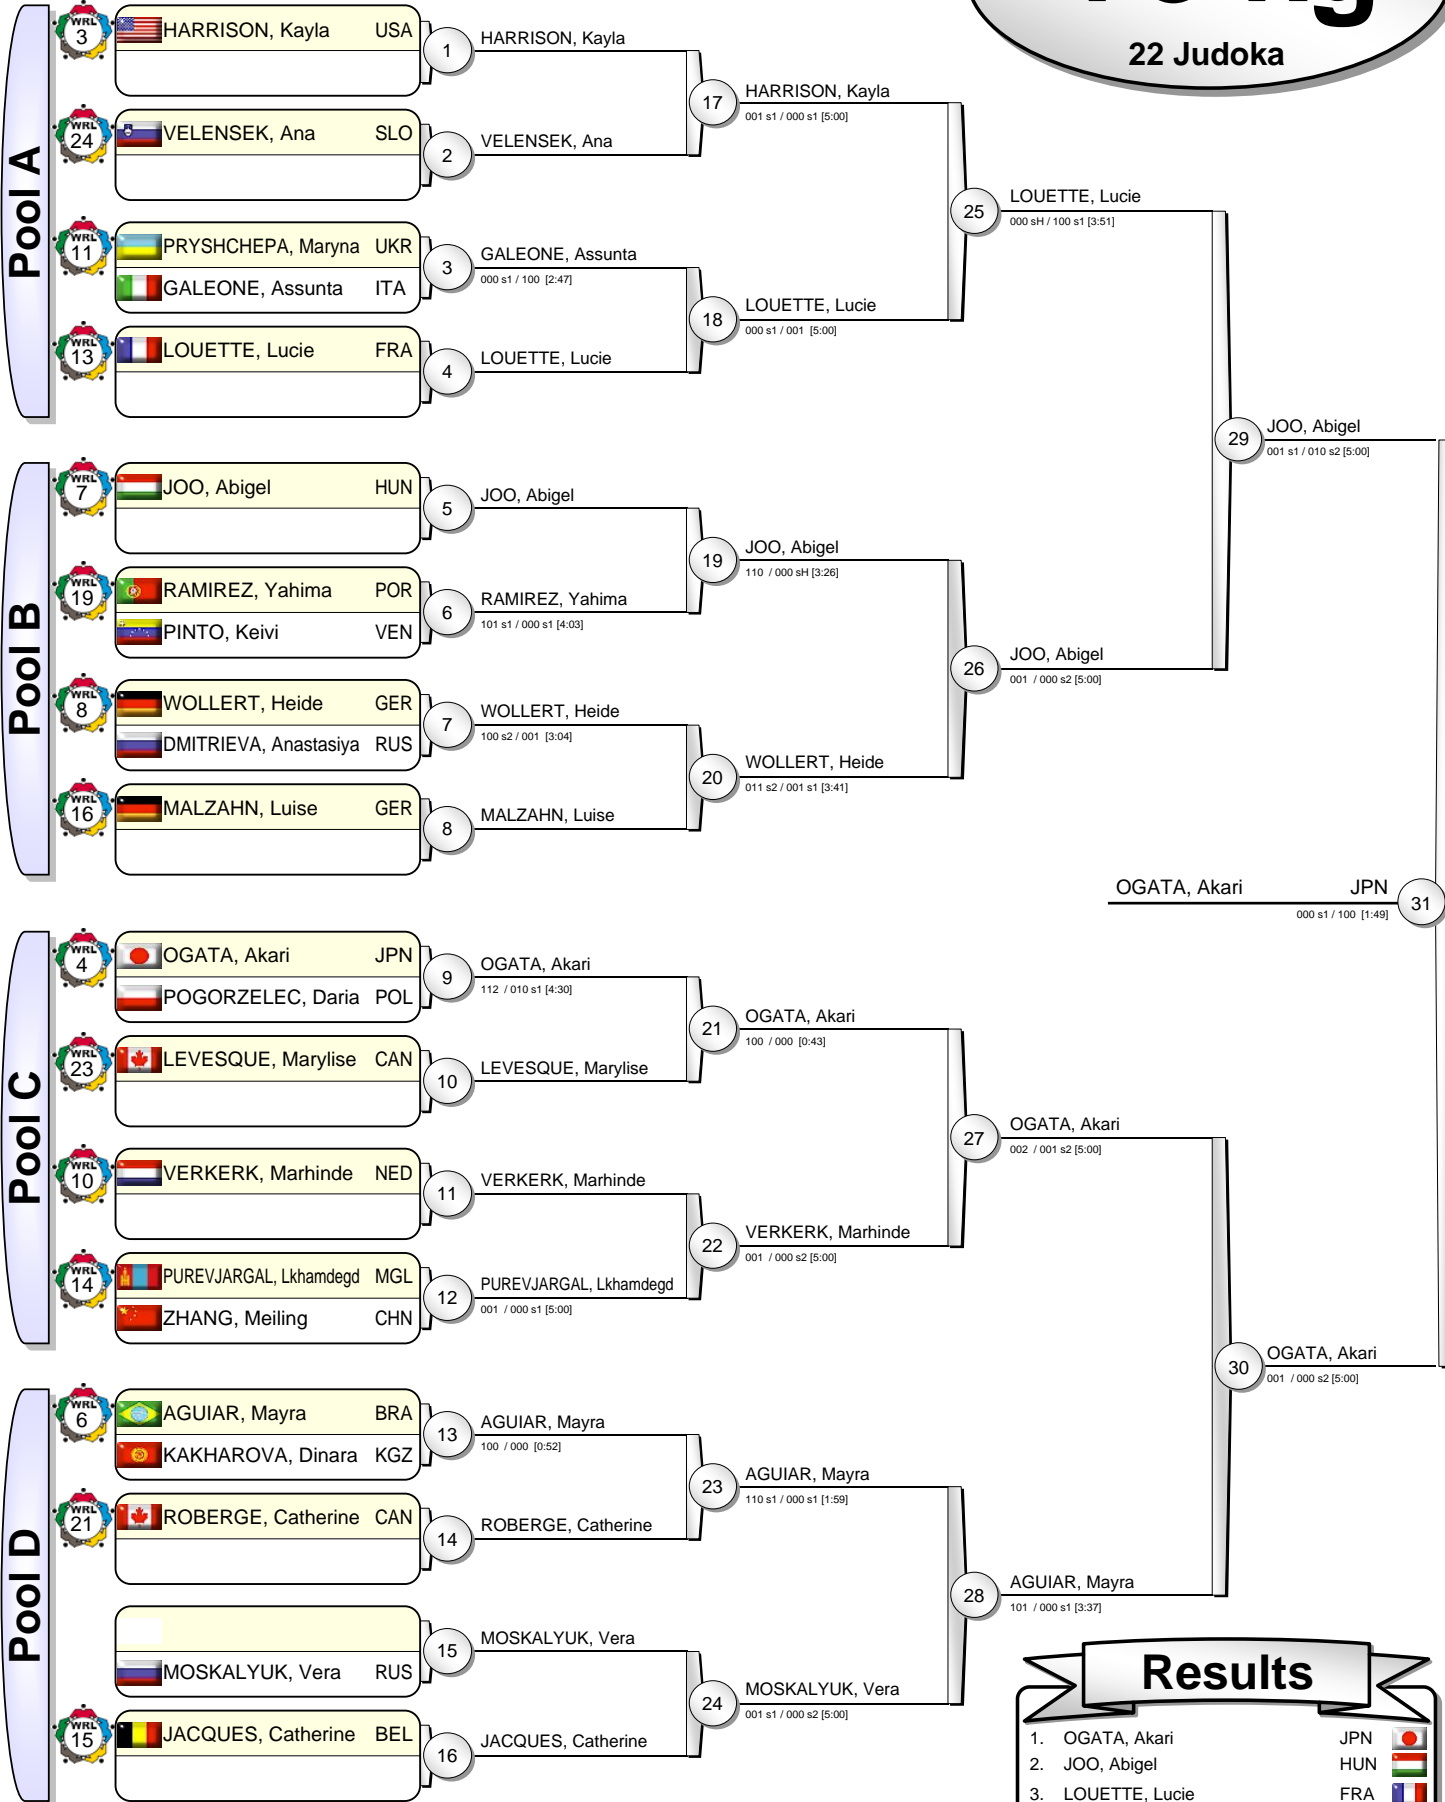 22 Judoka
Pool A
WRL 3 HARRISON, Kayla USA
WRL 24 VELENSEK, Ana SLO
WRL 11 PRYSHCHEPA, Maryna UKR
GALEONE, Assunta ITA
WRL 13 LOUETTE, Lucie FRA
1 HARRISON, Kayla
2 VELENSEK, Ana
3 GALEONE, Assunta
000 s1 / 100 [2:47]
4 LOUETTE, Lucie
17 HARRISON, Kayla
001 s1 / 000 s1 [5:00]
18 LOUETTE, Lucie
000 s1 / 001 [5:00]
25 LOUETTE, Lucie
000 sH / 100 s1 [3:51]
Pool B
WRL 7 JOO, Abigel HUN
WRL 19 RAMIREZ, Yahima POR
PINTO, Keivi VEN
WRL 8 WOLLERT, Heide GER
DMITRIEVA, Anastasiya RUS
WRL 16 MALZAHN, Luise GER
5 JOO, Abigel
6 RAMIREZ, Yahima
101 s1 / 000 s1 [4:03]
7 WOLLERT, Heide
100 s2 / 001 [3:04]
8 MALZAHN, Luise
19 JOO, Abigel
110 / 000 sH [3:26]
20 WOLLERT, Heide
011 s2 / 001 s1 [3:41]
26 JOO, Abigel
001 / 000 s2 [5:00]
29 JOO, Abigel
001 s1 / 010 s2 [5:00]
OGATA, Akari JPN 31
000 s1 / 100 [1:49]
Pool C
WRL 4 OGATA, Akari JPN
POGORZELEC, Daria POL
WRL 23 LEVESQUE, Marylise CAN
WRL 10 VERKERK, Marhinde NED
WRL 14 PUREVJARGAL, Lkhamdegd MGL
ZHANG, Meiling CHN
9 OGATA, Akari
112 / 010 s1 [4:30]
10 LEVESQUE, Marylise
11 VERKERK, Marhinde
12 PUREVJARGAL, Lkhamdegd
001 / 000 s1 [5:00]
21 OGATA, Akari
100 / 000 [0:43]
22 VERKERK, Marhinde
001 / 000 s2 [5:00]
27 OGATA, Akari
002 / 001 s2 [5:00]
Pool D
WRL 6 AGUIAR, Mayra BRA
KAKHAROVA, Dinara KGZ
WRL 21 ROBERGE, Catherine CAN
MOSKALYUK, Vera RUS
WRL 15 JACQUES, Catherine BEL
13 AGUIAR, Mayra
100 / 000 [0:52]
14 ROBERGE, Catherine
15 MOSKALYUK, Vera
16 JACQUES, Catherine
23 AGUIAR, Mayra
110 s1 / 000 s1 [1:59]
24 MOSKALYUK, Vera
001 s1 / 000 s2 [5:00]
28 AGUIAR, Mayra
101 / 000 s1 [3:37]
30 OGATA, Akari
001 / 000 s2 [5:00]
Results
1. OGATA, Akari JPN
2. JOO, Abigel HUN
3. LOUETTE, Lucie FRA